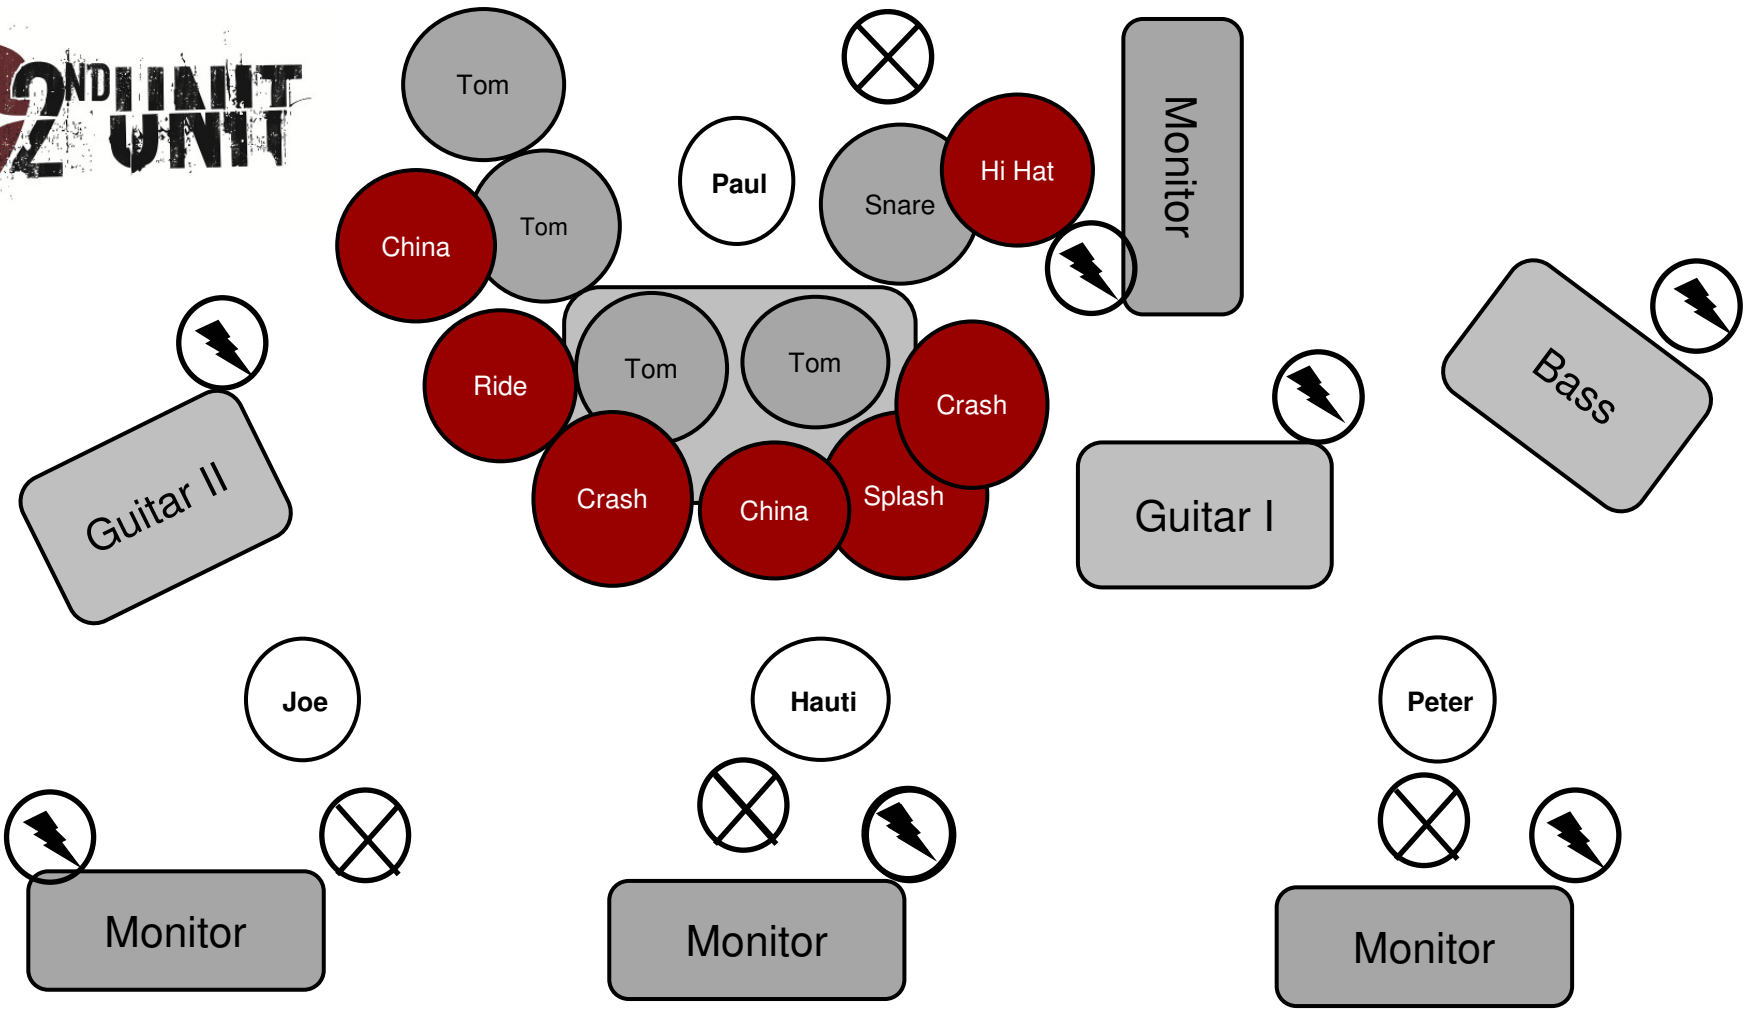 2ND UNIT
UNIT
Tom
Monitor
Hi Hat
Paul
Snare
Tom
China
Tom
Tom
Ride
Bass
Crash
Guitar II
Crash
China
Splash
Guitar I
Joe
Hauti
Peter
Monitor
Monitor
Monitor